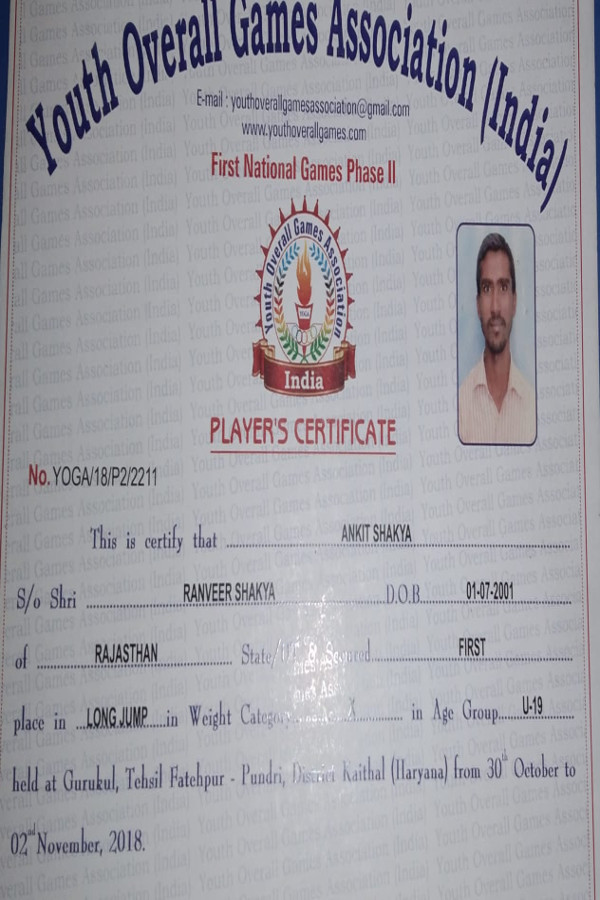 Youth Overall Games Association (India)
E-mail : youthoverallgamesassociation@gmail.com
www.youthoverallgames.com
First National Games Phase II
Youth Overall Games Association
YOGA
India
PLAYER'S CERTIFICATE
No. YOGA/18/P2/2211
This is certify that ANKIT SHAKYA
S/o Shri RANVEER SHAKYA D.O.B. 01-07-2001
of RAJASTHAN State/ & Secured FIRST
place in LONG JUMP in Weight Category X in Age Group U-19
held at Gurukul, Tehsil Fatehpur - Pundri, District Kaithal (Haryana) from 30th October to
02nd November, 2018.